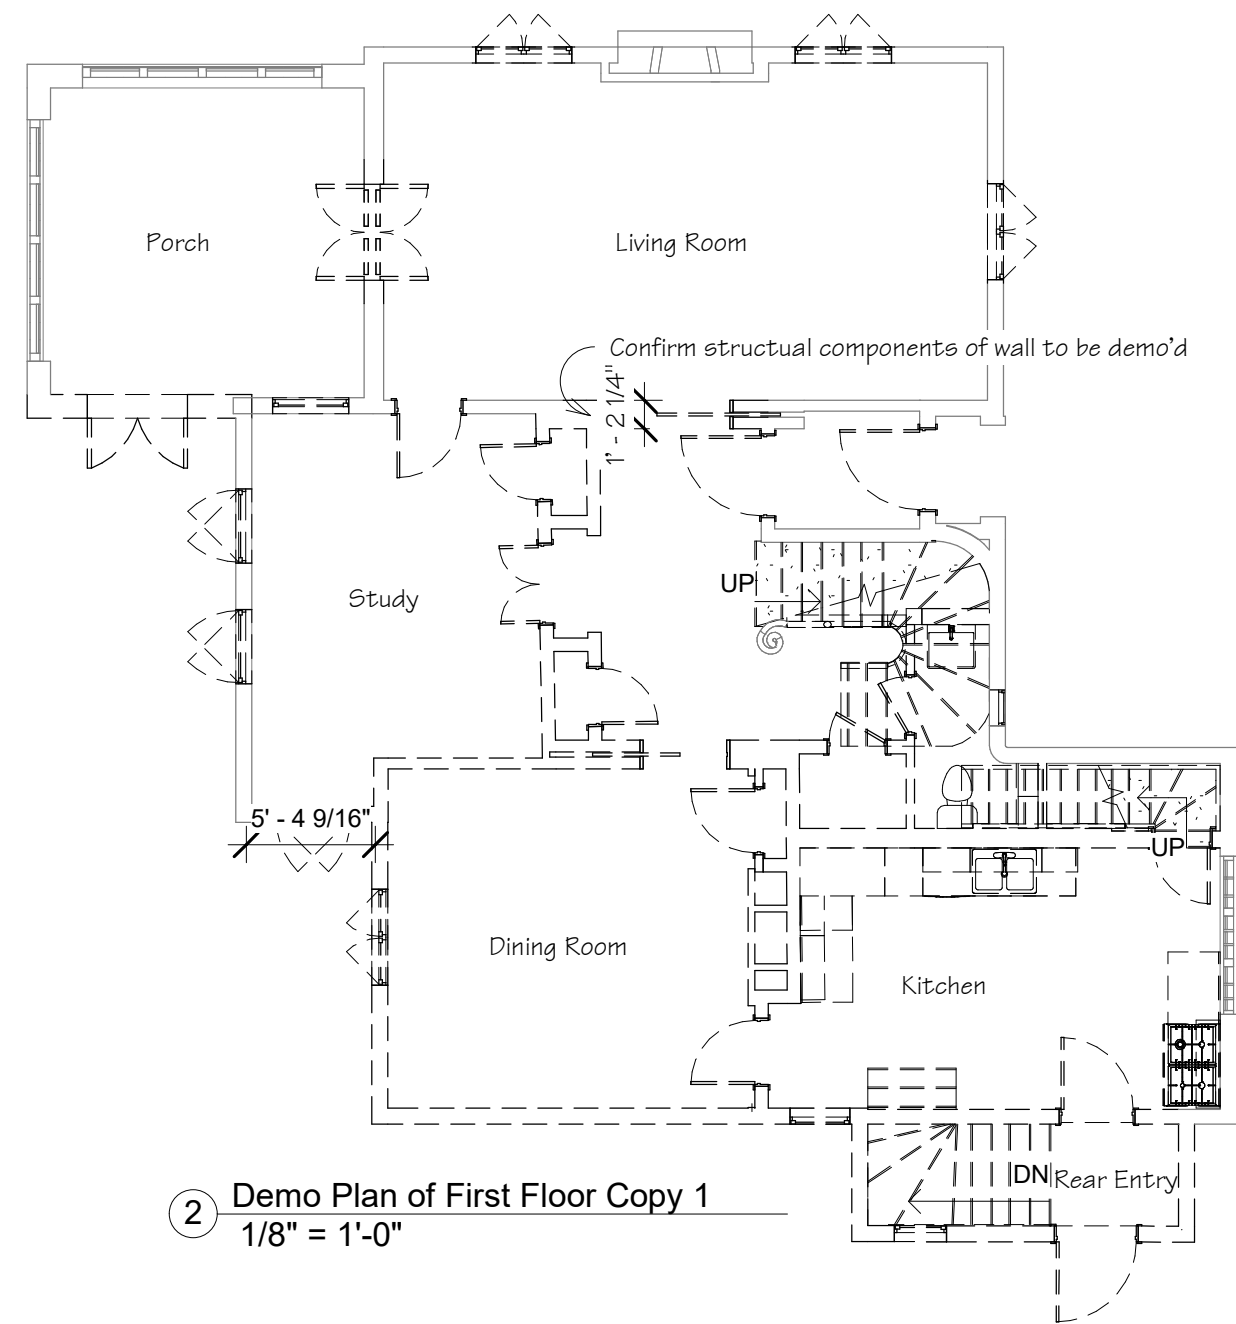 Porch
Living Room
Confirm structual components of wall to be demo'd
1' - 2 1/4"
UP
Study
5' - 4 9/16"
UP
Dining Room
Kitchen
DN
Rear Entry
2
Demo Plan of First Floor Copy 1
1/8" = 1'-0"